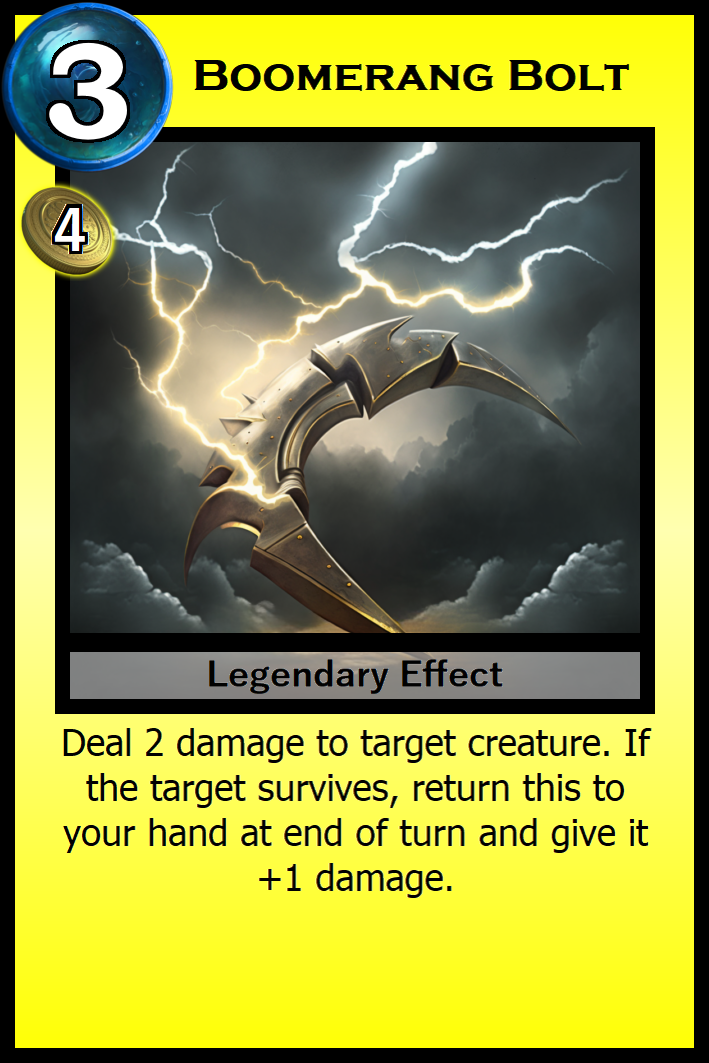 3
Boomerang Bolt
4
Legendary Effect
Deal 2 damage to target creature. If
the target survives, return this to
your hand at end of turn and give it
+1 damage.